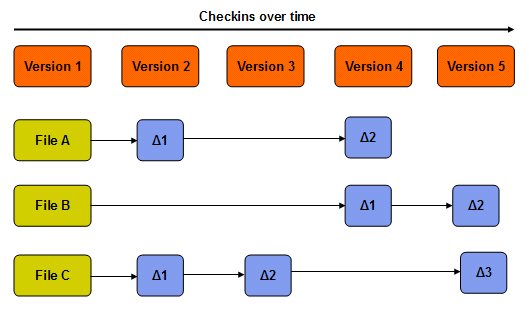 Checkins over time
Version 1 Version 2 Version 3 Version 4 Version 5
File A Δ1 Δ2
File B Δ1 Δ2
File C Δ1 Δ2 Δ3